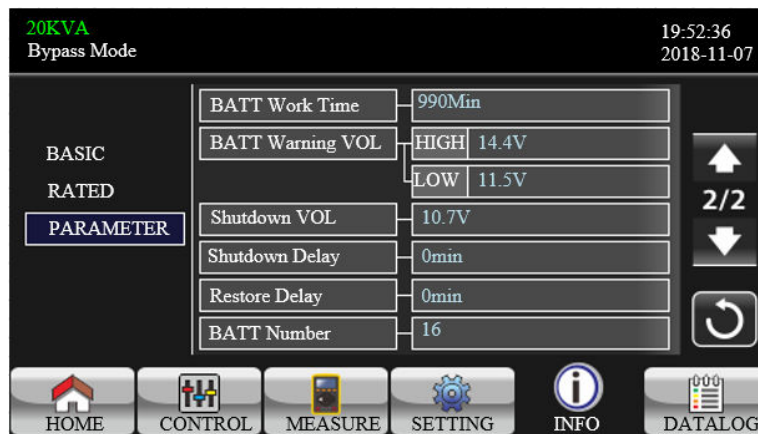 20KVA
19:52:36
Bypass Mode
2018-11-07
BASIC
RATED
PARAMETER
BATT Work Time 990Min
BATT Warning VOL HIGH 14.4V
LOW 11.5V
Shutdown VOL 10.7V
Shutdown Delay 0min
Restore Delay 0min
BATT Number 16
2/2
HOME CONTROL MEASURE SETTING INFO DATALOG